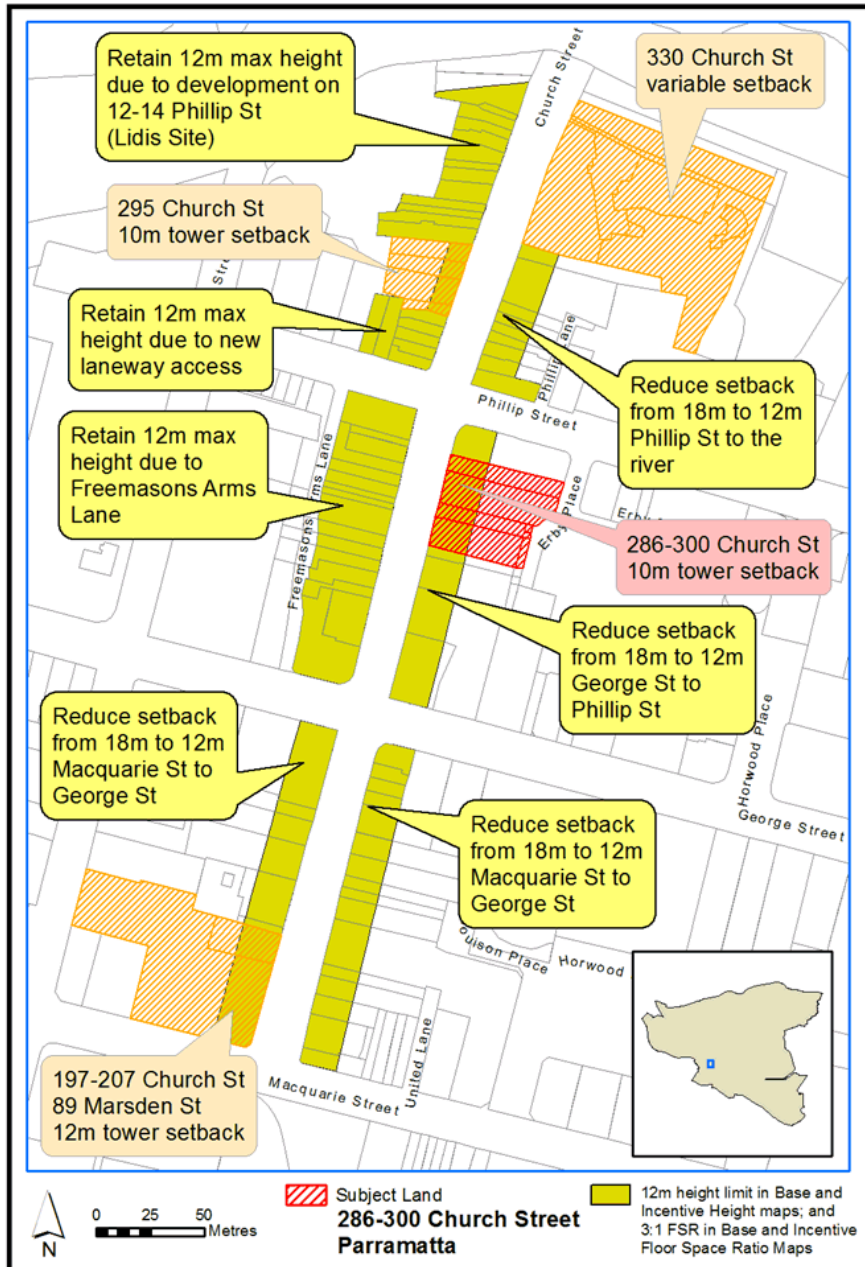 Church Street
Retain 12m max height
due to development on
12-14 Phillip St
(Lidis Site)
330 Church St
variable setback
295 Church St
10m tower setback
Retain 12m max
height due to new
laneway access
Phillip Lane
Phillip Street
Reduce setback
from 18m to 12m
Phillip St to the
river
Retain 12m max
height due to
Freemasons Arms
Lane
Erby Place
286-300 Church St
10m tower setback
Reduce setback
from 18m to 12m
George St to
Phillip St
Reduce setback
from 18m to 12m
Macquarie St to
George St
Horwood Place
George Street
Reduce setback
from 18m to 12m
Macquarie St to
George St
Horwood
United Lane
Macquarie Street
197-207 Church St
89 Marsden St
12m tower setback
N
0 25 50
Metres
Subject Land
286-300 Church Street
Parramatta
12m height limit in Base and
Incentive Height maps; and
3:1 FSR in Base and Incentive
Floor Space Ratio Maps